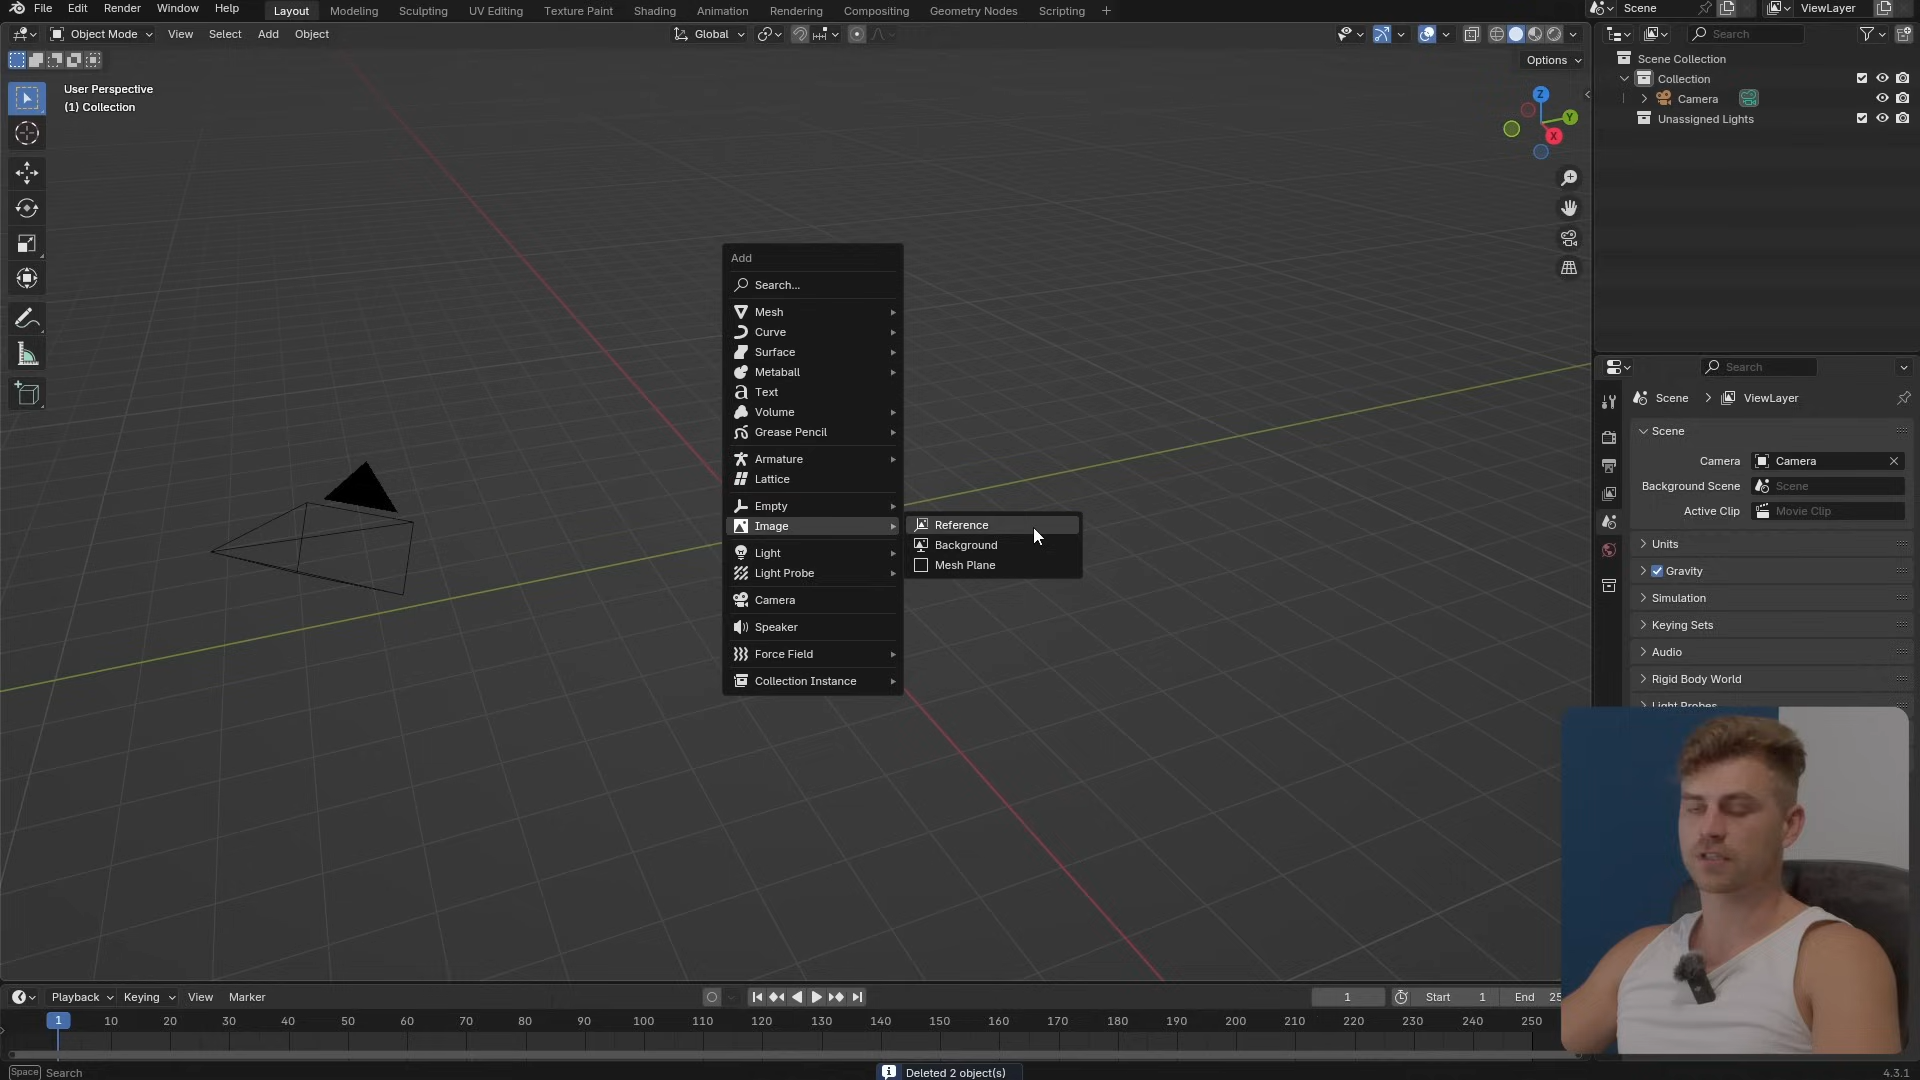 File Edit Render Window Help Layout Modeling Sculpting UV Editing Texture Paint Shading Animation Rendering Compositing Geometry Nodes Scripting + Scene ViewLayer
Object Mode View Select Add Object Global Search
Options
User Perspective
(1) Collection
Z
Y
X
Scene Collection
Collection
Camera
Unassigned Lights
Add
Search...
Mesh
Curve
Surface
Metaball
Text
Volume
Grease Pencil
Armature
Lattice
Empty
Image
Light
Light Probe
Camera
Speaker
Force Field
Collection Instance
Reference
Background
Mesh Plane
Search
Scene ViewLayer
Scene
Camera Camera
Background Scene Scene
Active Clip Movie Clip
Units
Gravity
Simulation
Keying Sets
Audio
Rigid Body World
Light Probes
Playback Keying View Marker 1 Start 1 End 25
1 10 20 30 40 50 60 70 80 90 100 110 120 130 140 150 160 170 180 190 200 210 220 230 240 250
Space Search Deleted 2 object(s) 4.3.1